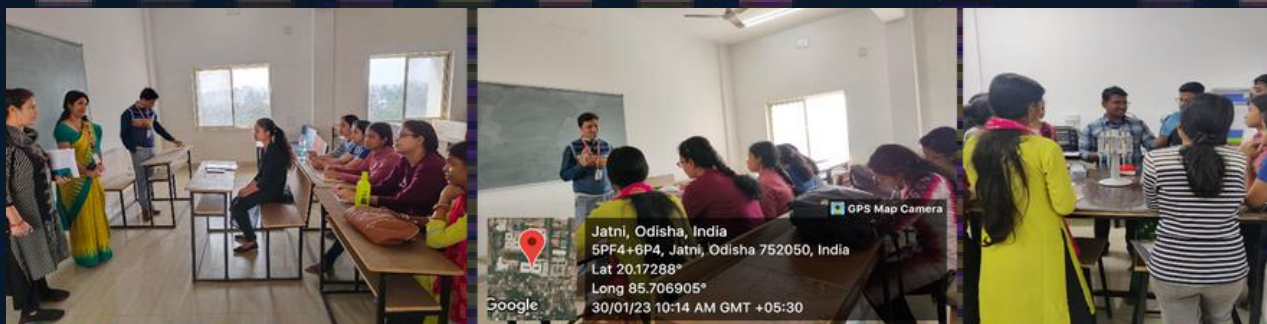 GPS Map Camera
Jatni, Odisha, India
5PF4+6P4, Jatni, Odisha 752050, India
Lat 20.17288°
Long 85.706905°
30/01/23 10:14 AM GMT +05:30
Google